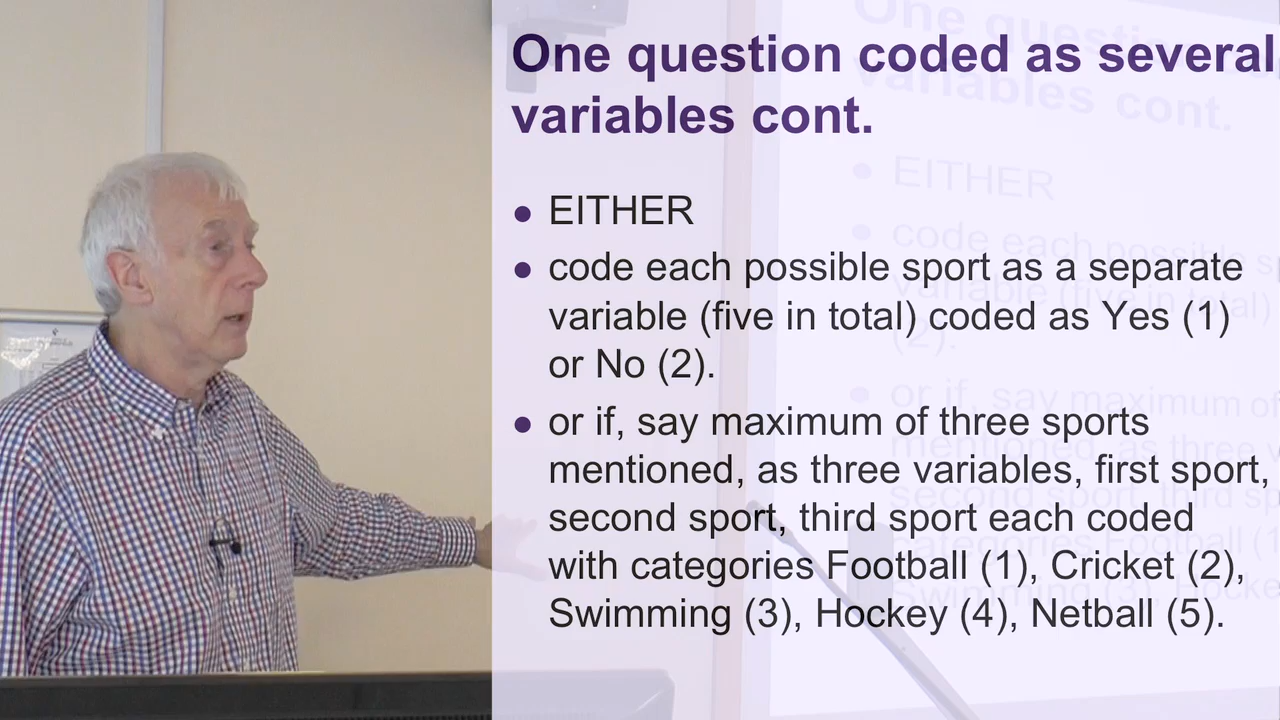 One question coded as several
variables cont.
• EITHER
• code each possible sport as a separate
variable (five in total) coded as Yes (1)
or No (2).
• or if, say maximum of three sports
mentioned, as three variables, first sport,
second sport, third sport each coded
with categories Football (1), Cricket (2),
Swimming (3), Hockey (4), Netball (5).